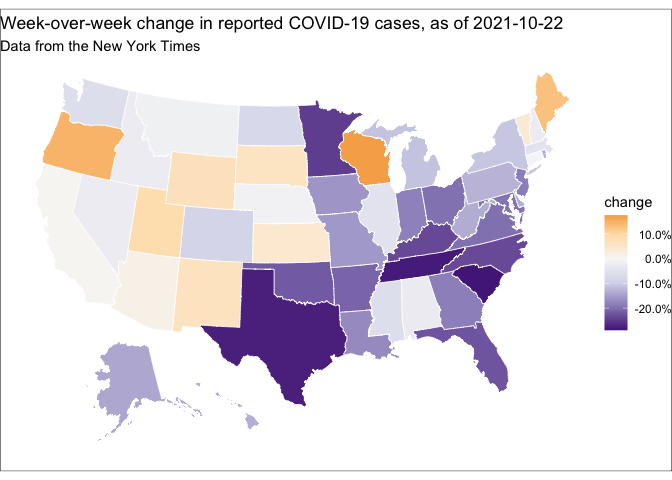 Week-over-week change in reported COVID-19 cases, as of 2021-10-22
Data from the New York Times
change
10.0%
0.0%
-10.0%
-20.0%